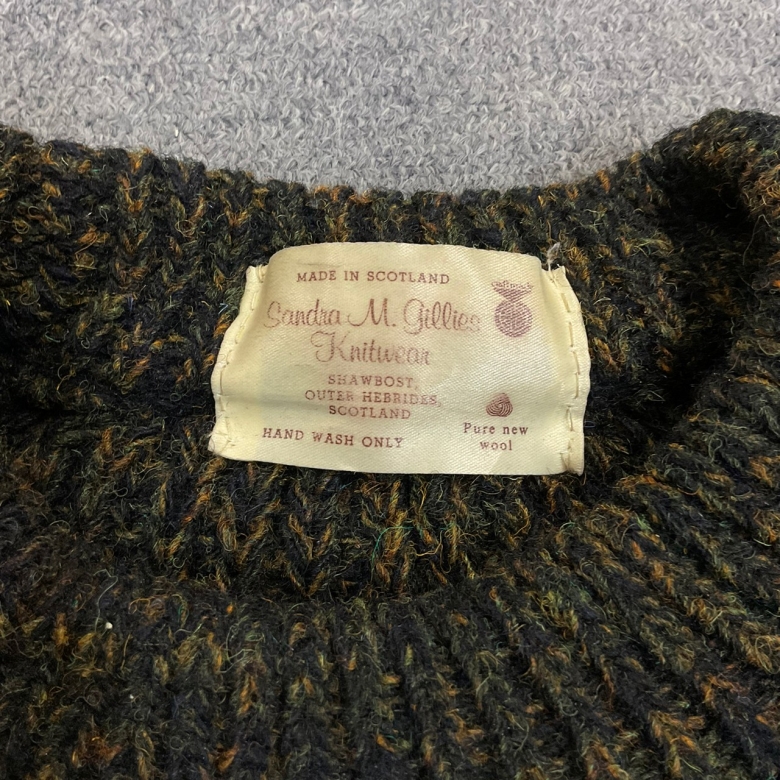 MADE IN SCOTLAND
Sandra M. Gillies
Knitwear
SHAWBOST,
OUTER HEBRIDES,
SCOTLAND
HAND WASH ONLY
Pure new
wool